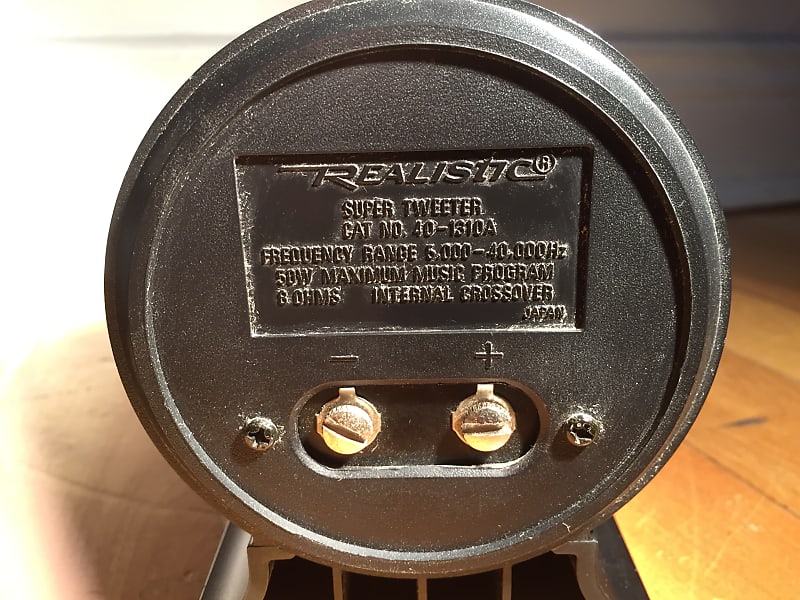 REALISTIC®
SUPER TWEETER
CAT NO. 40-1310A
FREQUENCY RANGE 5,000-40,000Hz
50W MAXIMUM MUSIC PROGRAM
8 OHMS INTERNAL CROSSOVER
JAPAN
- +